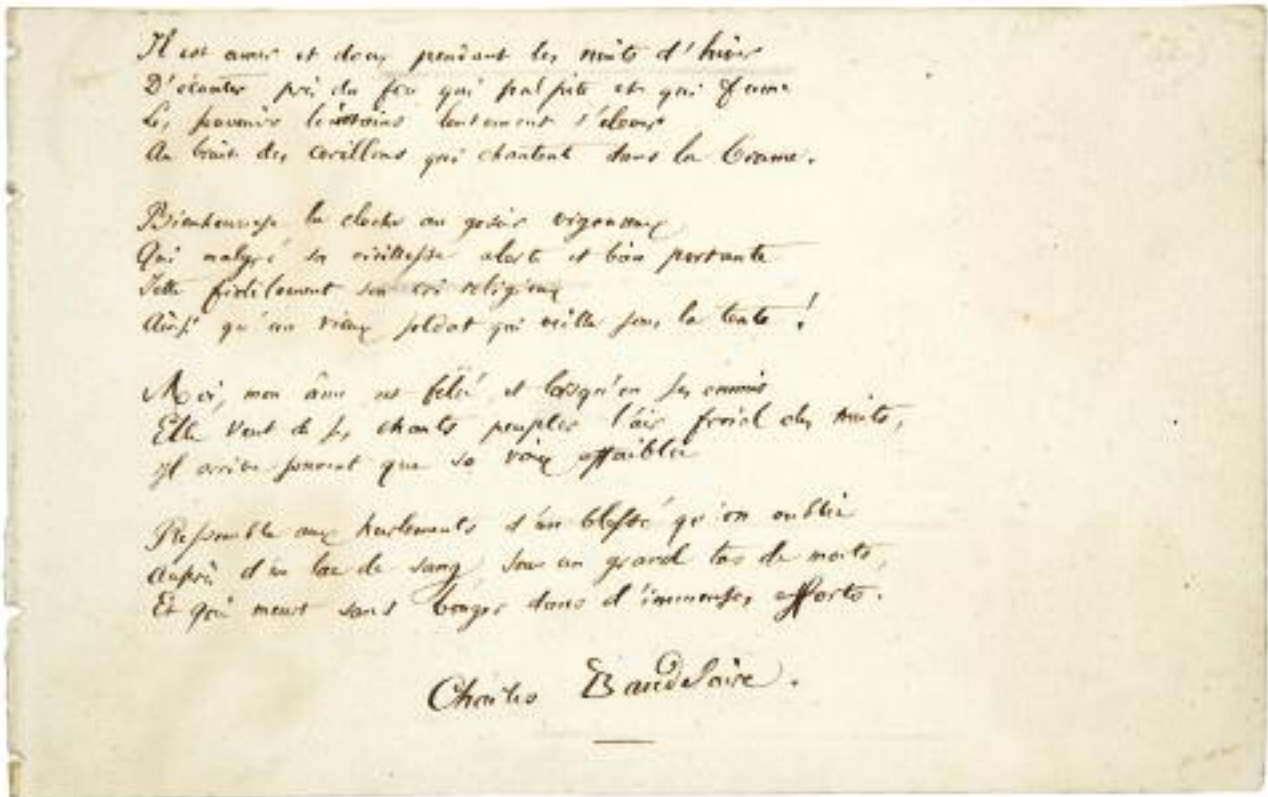 Il est amer et doux pendant les nuits d'hiver
D'écouter près du feu qui palpite et qui fume
Les souvenirs lointains lentement s'élever
Au bruit des carillons qui chantent dans la brume.
Bienheureuse la cloche au gosier vigoureux
Qui malgré sa vieillesse alerte et bien portante
Jette fidèlement son cri religieux
Ainsi qu'un vieux soldat qui veille sous la tente !
Moi, mon âme est fêlée, et lorsqu'en ses ennuis
Elle veut de ses chants peupler l'air froid des nuits,
Il arrive souvent que sa voix affaiblie
Ressemble aux hurlements d'un blessé qu'on oublie
Auprès d'un lac de sang, sous un grand tas de morts,
Et qui meurt sans bouger dans d'immenses efforts.
Charles Baudelaire.